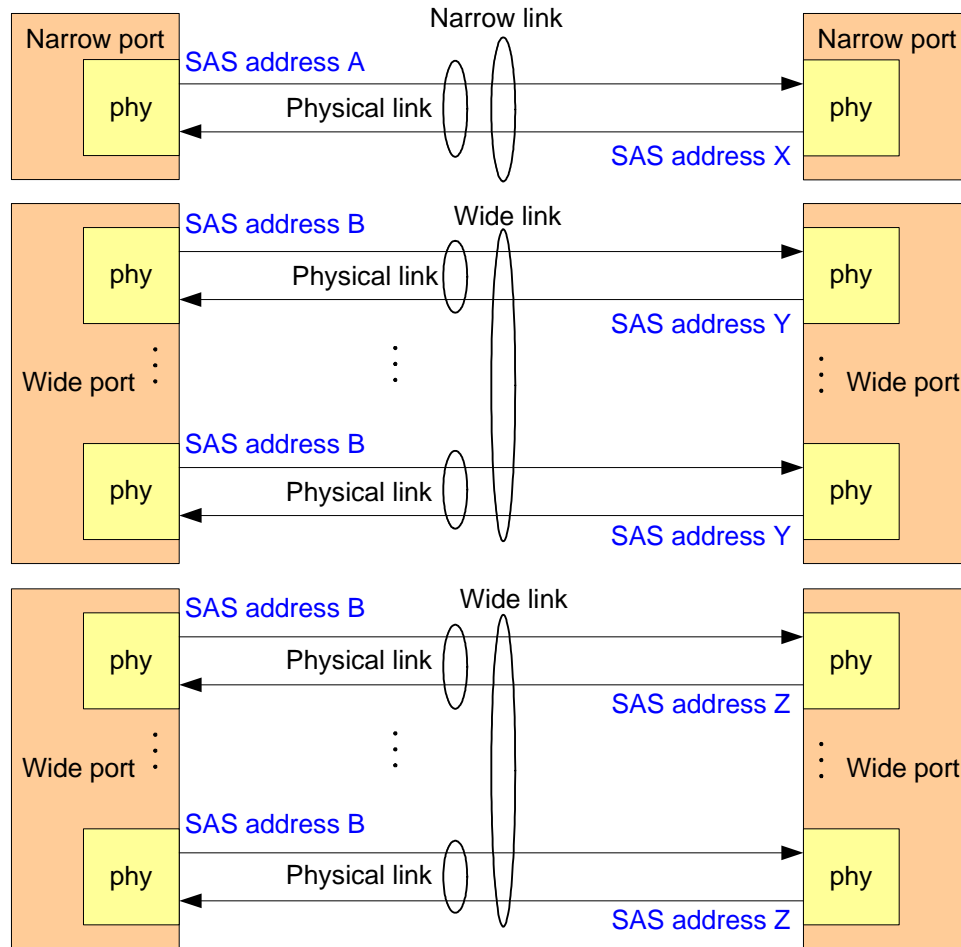 Narrow link
Narrow port
Narrow port
SAS address A
phy
Physical link
phy
SAS address X
SAS address B
Wide link
phy
Physical link
phy
SAS address Y
Wide port
Wide port
SAS address B
phy
Physical link
phy
SAS address Y
SAS address B
Wide link
phy
Physical link
phy
SAS address Z
Wide port
Wide port
SAS address B
phy
Physical link
phy
SAS address Z